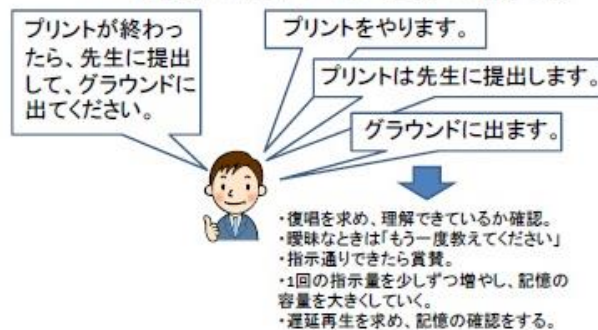 プリントが終わっ
たら、先生に提出
して、グラウンドに
出てください。
プリントをやります。
プリントは先生に提出します。
グラウンドに出ます。
・復唱を求め、理解できているか確認。
・曖昧なときは「もう一度教えてください」
・指示通りできたら賞賛。
・1回の指示量を少しずつ増やし、記憶の
容量を大きくしていく。
・遅延再生を求め、記憶の確認をする。